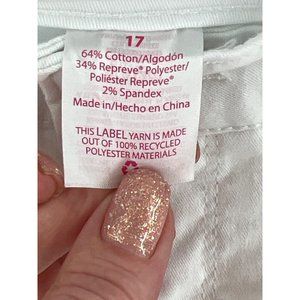 17
64% Cotton/Algodón
34% Repreve® Polyester/
Poliéster Repreve®
2% Spandex
Made in/Hecho en China
THIS LABEL YARN IS MADE
OUT OF 100% RECYCLED
POLYESTER MATERIALS